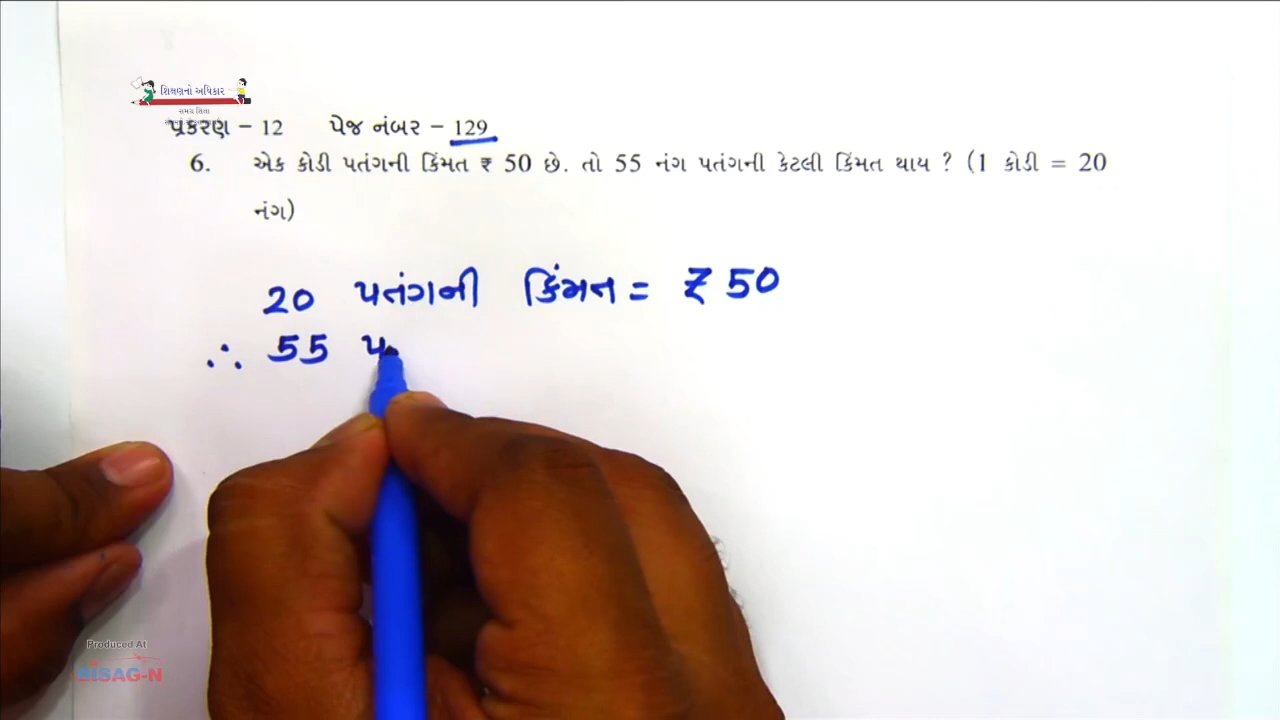 શિક્ષણનો અધિકાર
સમગ્ર શિક્ષા
પ્રકરણ – 12 પેજ નંબર – 129
6. એક કોડી પતંગની કિંમત ₹ 50 છે. તો 55 નંગ પતંગની કેટલી કિંમત થાય ? (1 કોડી = 20
નંગ)
20 પતંગની કિંમત = ₹ 50
∴ 55 પ
Produced At
BISAG-N